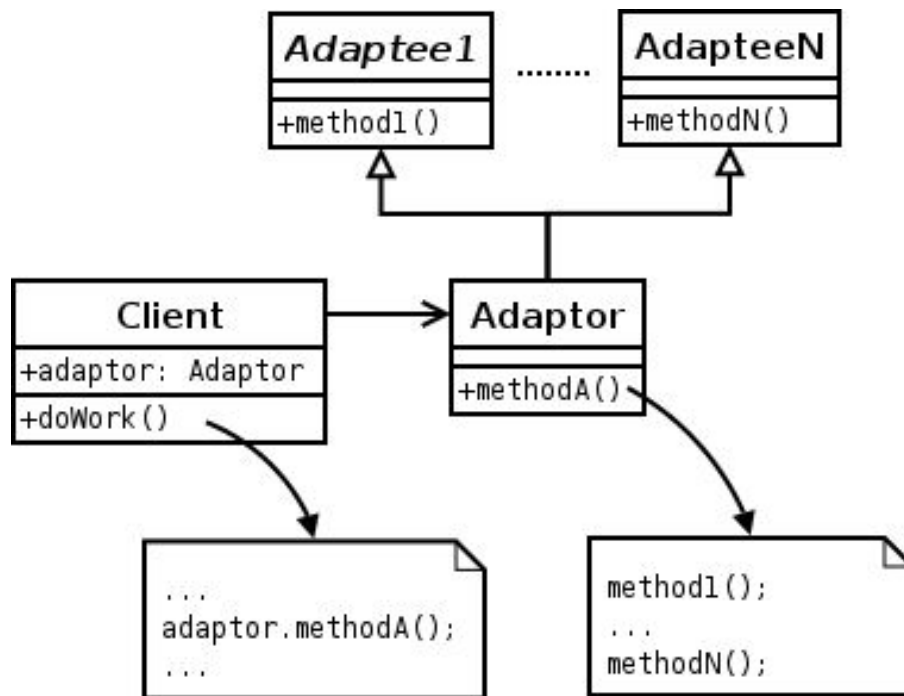 Adaptee1
+method1()
........
AdapteeN
+methodN()
Client
+adaptor: Adaptor
+doWork()
Adaptor
+methodA()
...
adaptor.methodA();
...
method1();
...
methodN();